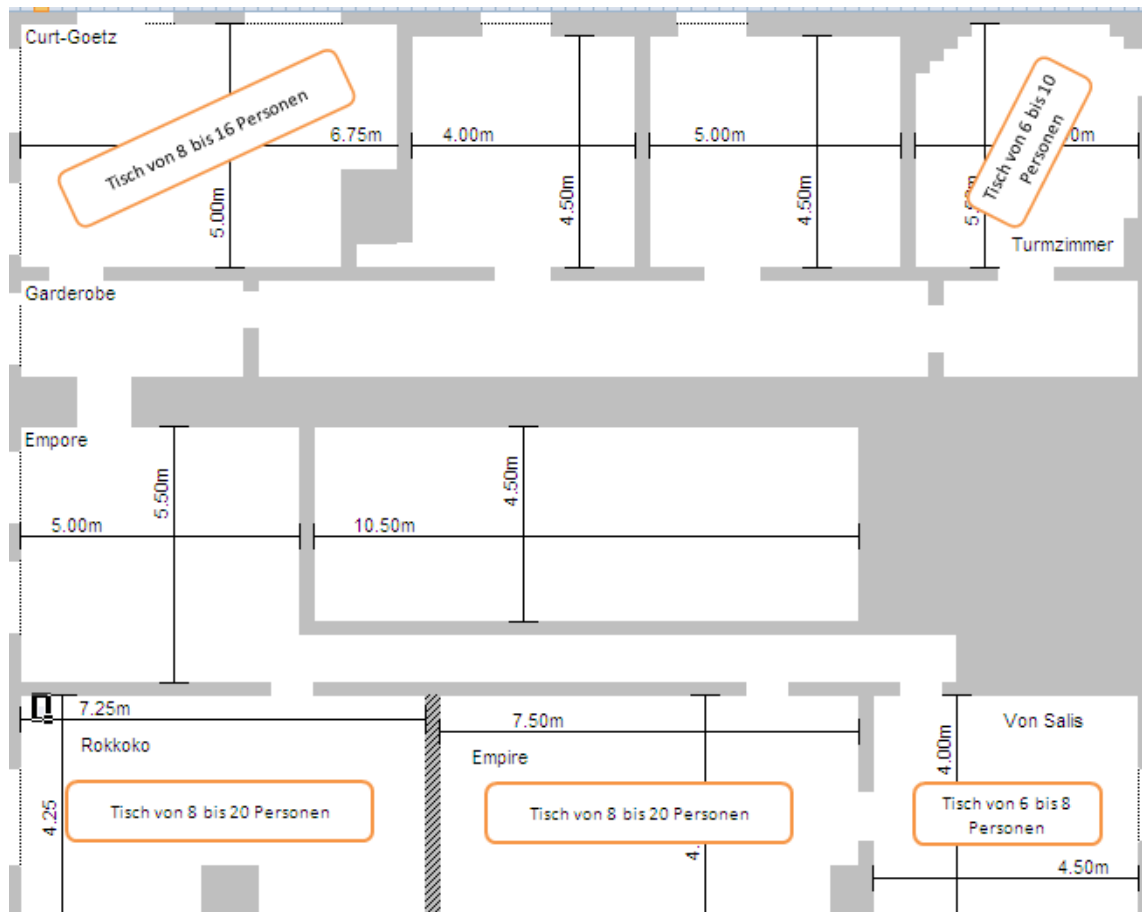 Curt-Goetz
Tisch von 8 bis 16 Personen
6.75m
5.00m
4.00m
4.50m
5.00m
4.50m
Tisch von 6 bis 10
Personen
Turmzimmer
Garderobe
Empore
5.50m
5.00m
4.50m
10.50m
7.25m
Rokkoko
4.25
Tisch von 8 bis 20 Personen
7.50m
Empire
Tisch von 8 bis 20 Personen
Von Salis
4.00m
Tisch von 6 bis 8
Personen
4.50m